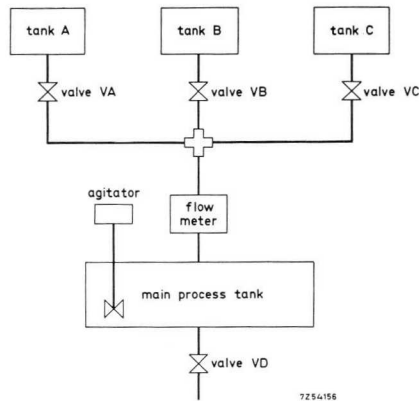 tank A
tank B
tank C
valve VA
valve VB
valve VC
agitator
flow
meter
main process tank
valve VD
7Z54156